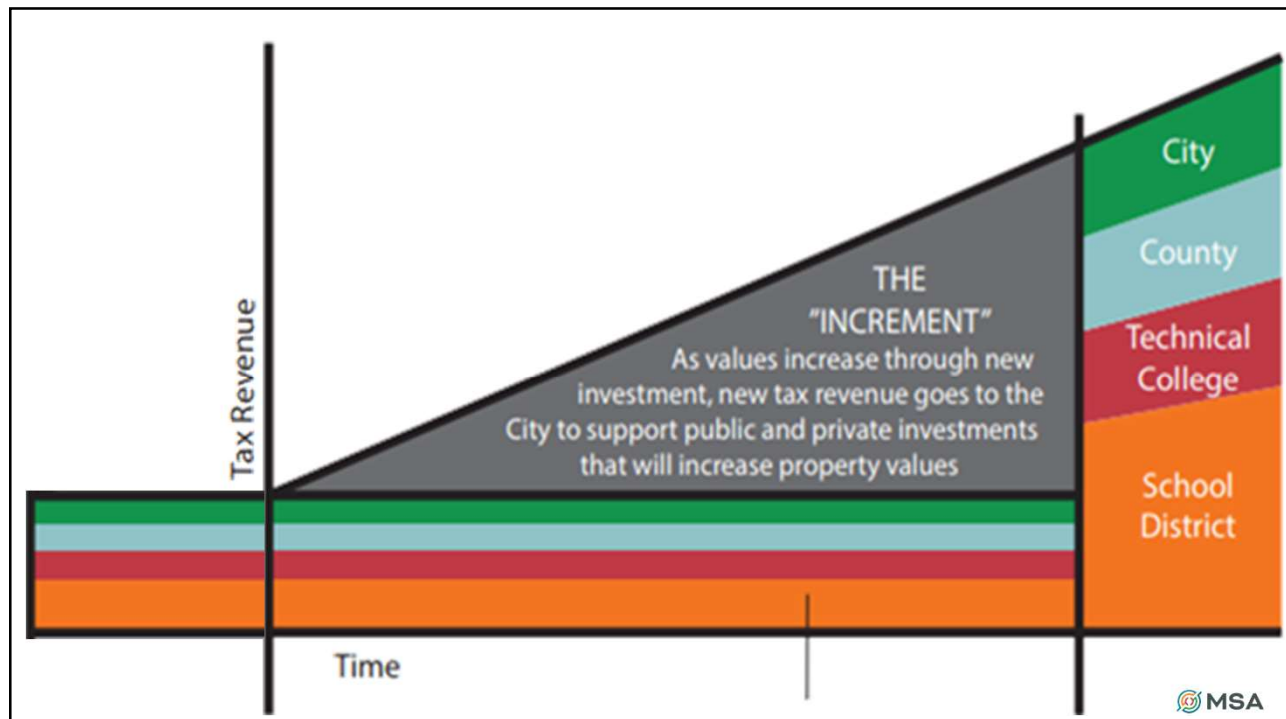 Tax Revenue
THE
"INCREMENT"
As values increase through new
investment, new tax revenue goes to the
City to support public and private investments
that will increase property values
City
County
Technical
College
School
District
Time
MSA